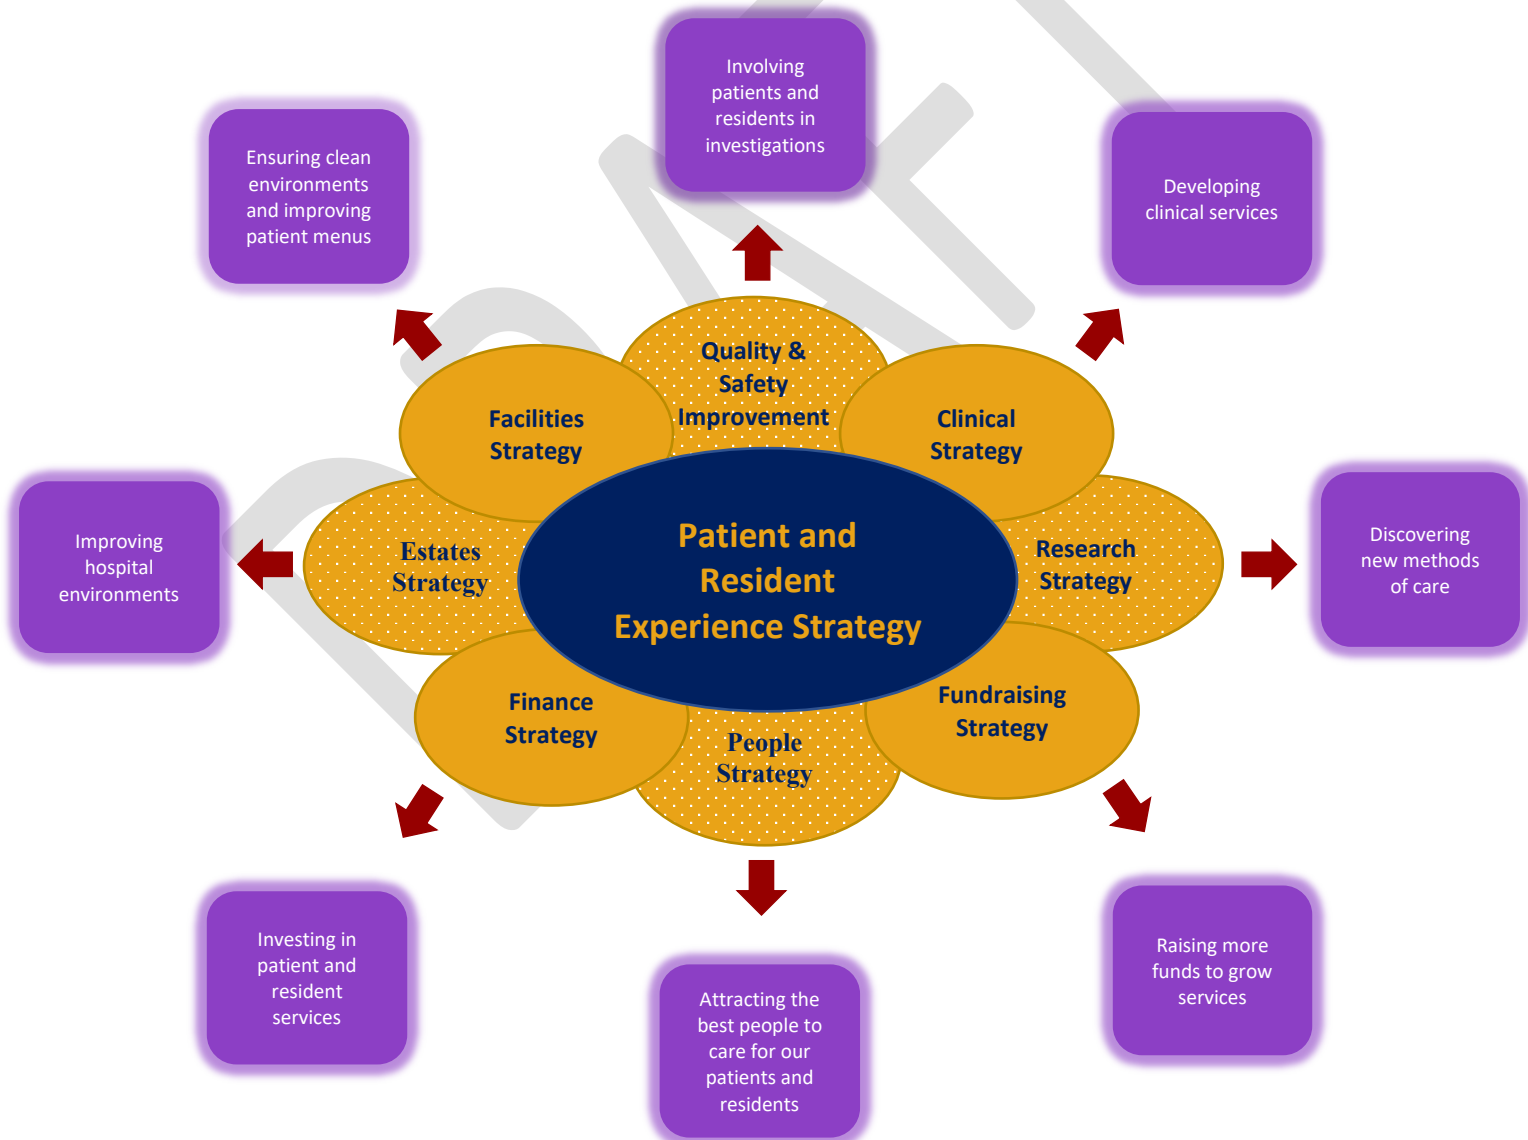 Involving
patients and
residents in
investigations
Ensuring clean
environments
and improving
patient menus
Developing
clinical services
Quality &
Safety
Improvement
Facilities
Strategy
Clinical
Strategy
Improving
hospital
environments
Estates
Strategy
Patient and
Resident
Experience Strategy
Research
Strategy
Discovering
new methods
of care
Finance
Strategy
People
Strategy
Fundraising
Strategy
Investing in
patient and
resident
services
Attracting the
best people to
care for our
patients and
residents
Raising more
funds to grow
services
DRAFT